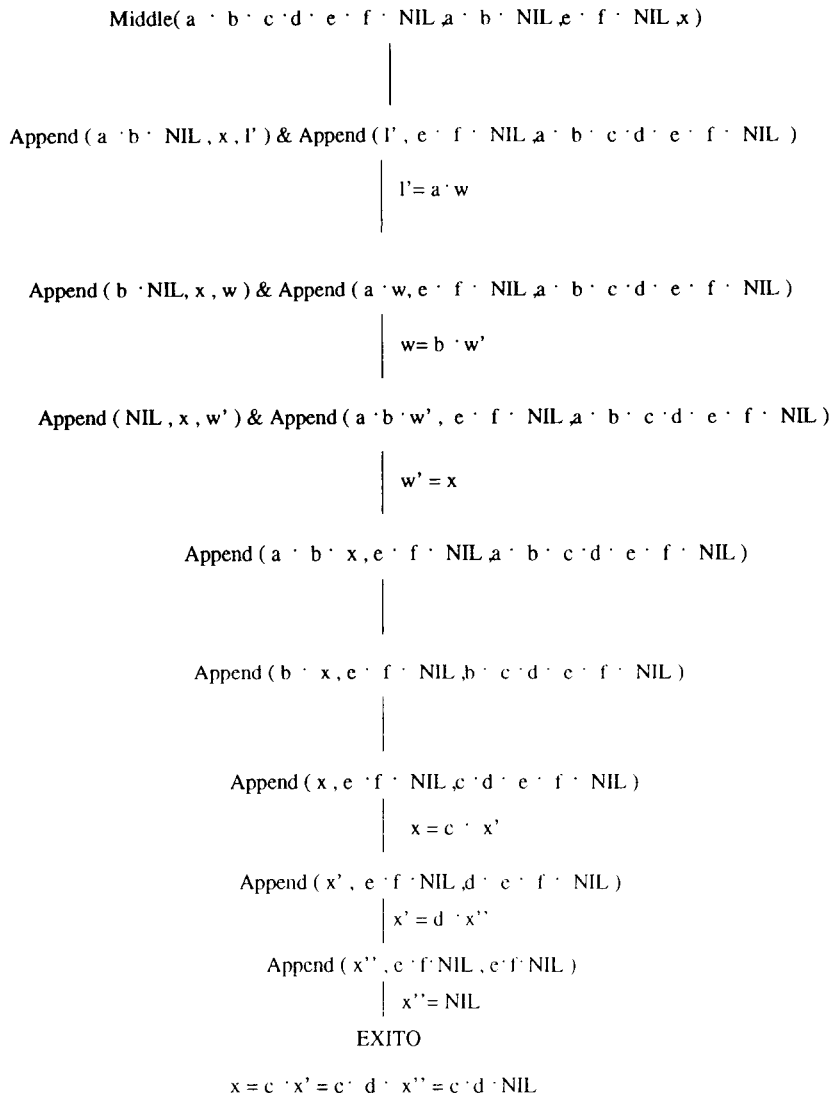 Middle( a · b · c · d · e · f · NIL ,a · b · NIL ,e · f · NIL ,x )
Append ( a · b · NIL , x , l' ) & Append ( l' , e · f · NIL ,a · b · c · d · e · f · NIL )
l'= a · w
Append ( b · NIL, x , w ) & Append ( a · w, e · f · NIL ,a · b · c · d · e · f · NIL )
w= b · w'
Append ( NIL , x , w' ) & Append ( a · b · w' , e · f · NIL ,a · b · c · d · e · f · NIL )
w' = x
Append ( a · b · x , e · f · NIL ,a · b · c · d · e · f · NIL )
Append ( b · x , e · f · NIL ,b · c · d · e · f · NIL )
Append ( x , e · f · NIL ,c · d · e · f · NIL )
x = c · x'
Append ( x' , e · f · NIL ,d · e · f · NIL )
x' = d · x''
Append ( x'' , e · f · NIL , e · f · NIL )
x''= NIL
EXITO
x = c · x' = c · d · x'' = c · d · NIL